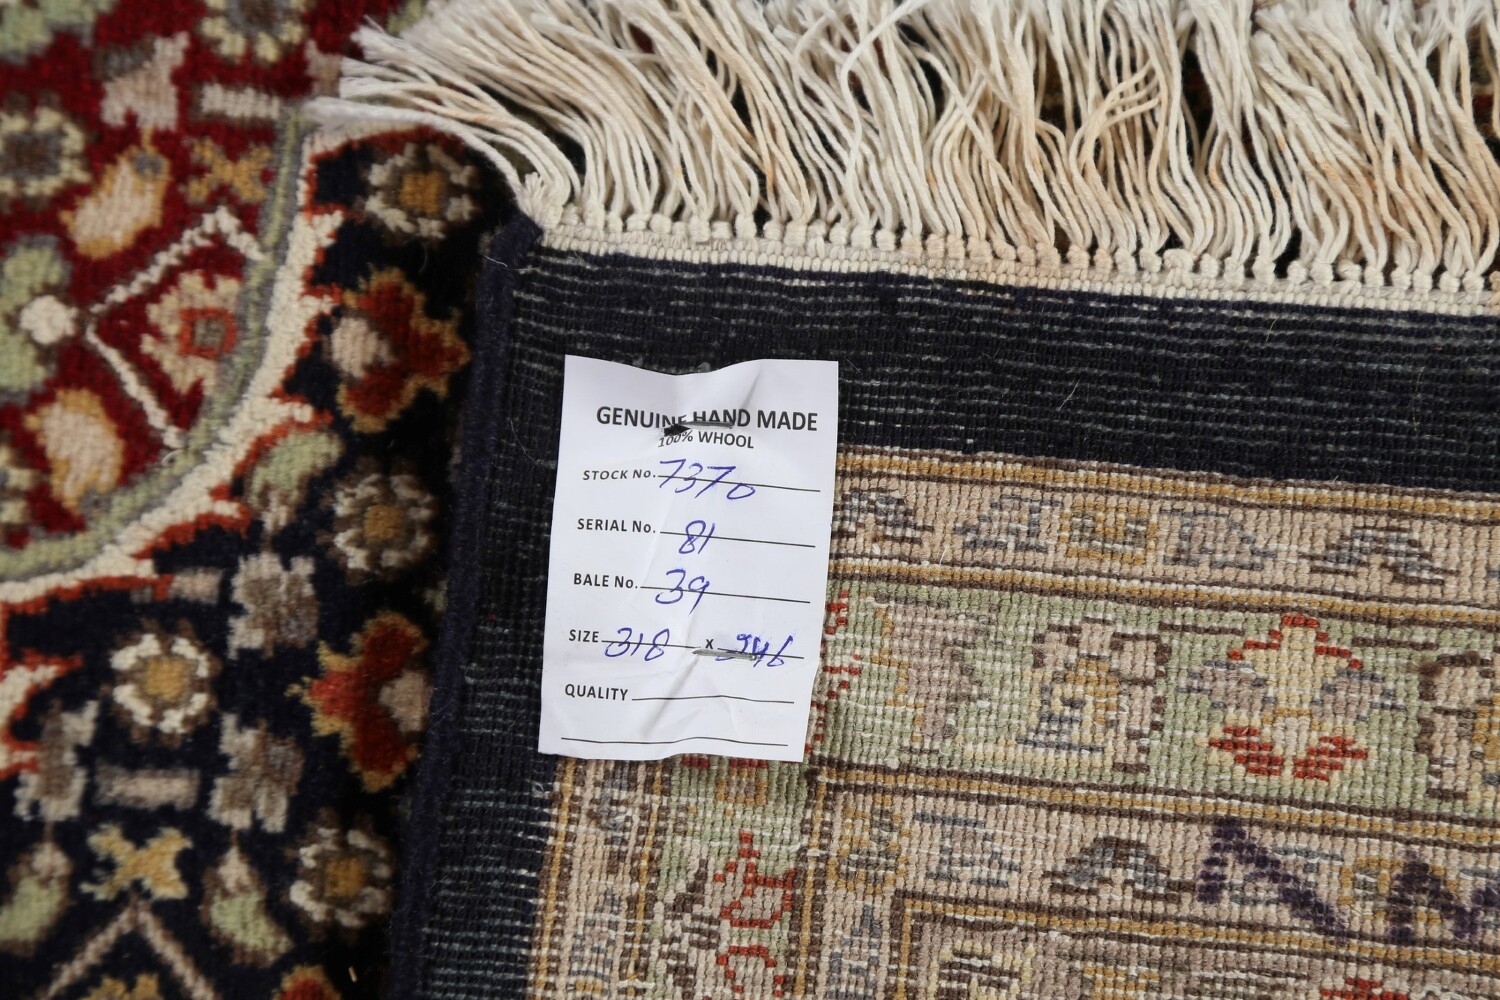 GENUINE HAND MADE
100% WHOOL
STOCK No. 7370
SERIAL No. 81
BALE No. 39
SIZE 318 x 246
QUALITY